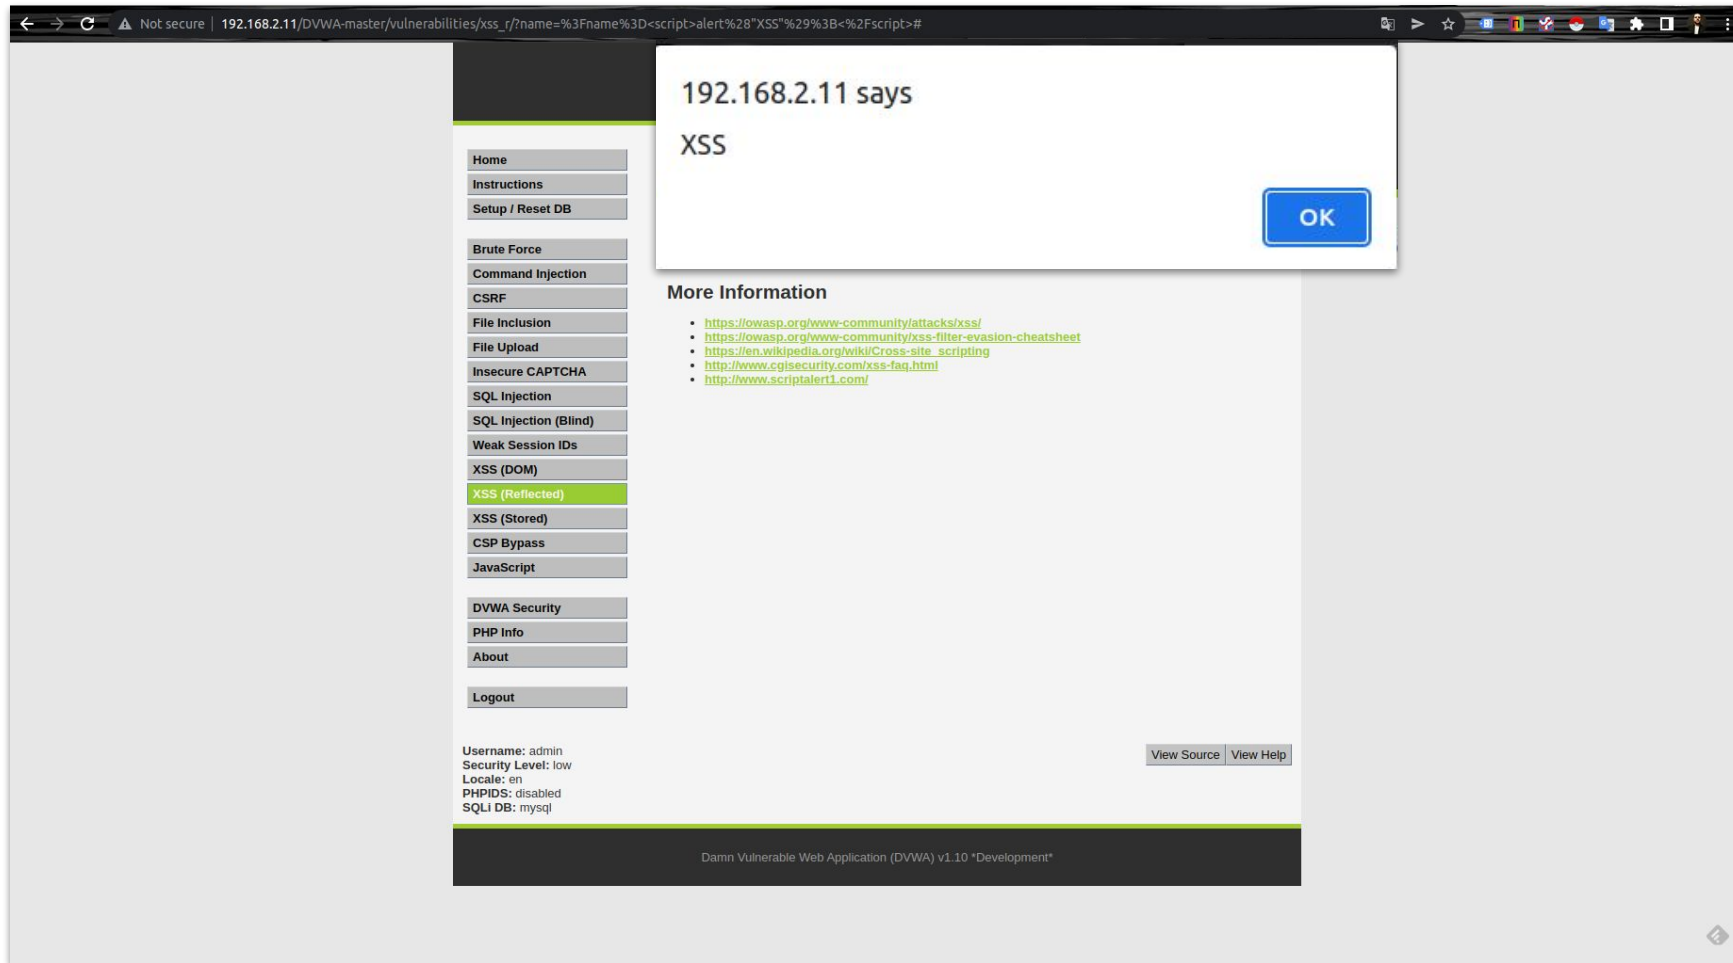 Not secure | 192.168.2.11/DVWA-master/vulnerabilities/xss_r/?name=%3Fname%3D<script>alert%28"XSS"%29%3B<%2Fscript>#
192.168.2.11 says
XSS
OK
Home
Instructions
Setup / Reset DB
Brute Force
Command Injection
CSRF
File Inclusion
File Upload
Insecure CAPTCHA
SQL Injection
SQL Injection (Blind)
Weak Session IDs
XSS (DOM)
XSS (Reflected)
XSS (Stored)
CSP Bypass
JavaScript
DVWA Security
PHP Info
About
Logout
More Information
https://owasp.org/www-community/attacks/xss/
https://owasp.org/www-community/xss-filter-evasion-cheatsheet
https://en.wikipedia.org/wiki/Cross-site_scripting
http://www.cgisecurity.com/xss-faq.html
http://www.scriptalert1.com/
Username: admin
Security Level: low
Locale: en
PHPIDS: disabled
SQLi DB: mysql
View Source View Help
Damn Vulnerable Web Application (DVWA) v1.10 *Development*